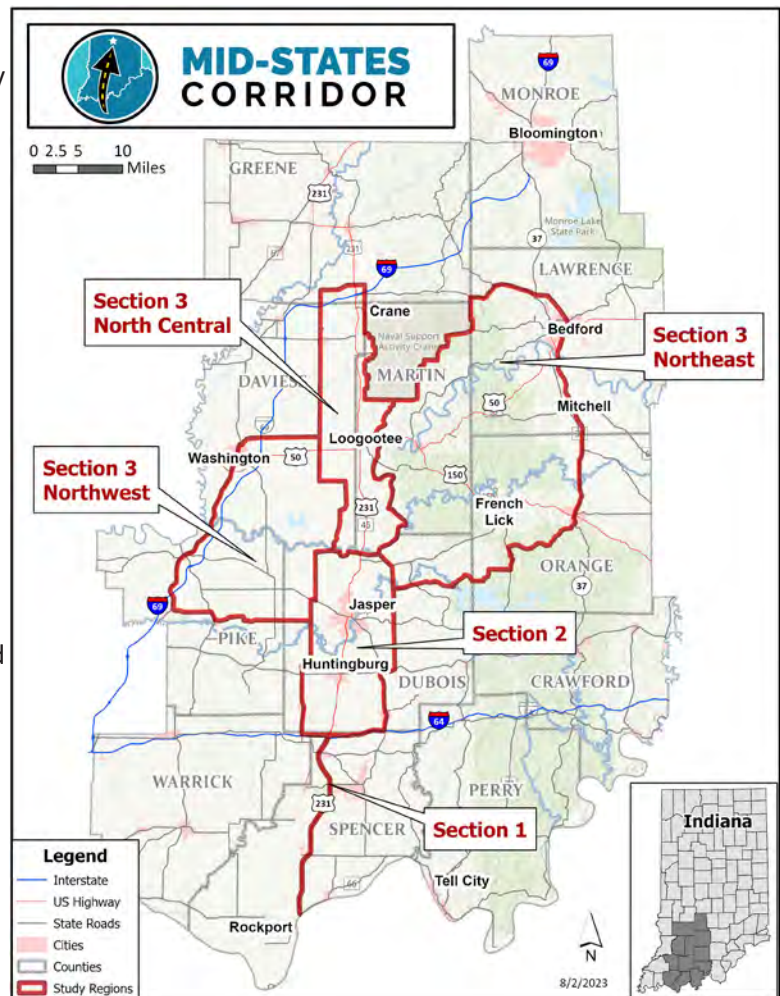 MID-STATES
CORRIDOR
0 2.5 5 10
Miles
69
MONROE
Bloomington
GREENE
231
Monroe Lake
State Park
37
231
69
LAWRENCE
Section 3
North Central
Crane
Naval Support
Activity Crane
Bedford
Section 3
Northeast
MARTIN
DAVIESS
50
Mitchell
Loogootee
Washington
50
Section 3
Northwest
150
231
French
Lick
45
ORANGE
37
69
Jasper
PIKE
Section 2
Huntingburg
DUBOIS
CRAWFORD
64
WARRICK
PERRY
231
Section 1
SPENCER
Indiana
Legend
Interstate
US Highway
State Roads
Cities
Counties
Study Regions
66
Tell City
Rockport
N
8/2/2023